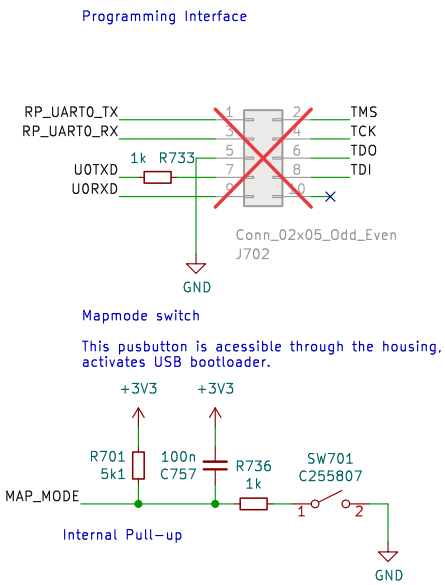 Programming Interface
RP_UART0_TX 1 2 TMS
RP_UART0_RX 3 4 TCK
1k R733 5 6 TDO
U0TXD 7 8 TDI
U0RXD 9 10
Conn_02x05_Odd_Even
J702
GND
Mapmode switch
This pusbutton is acessible through the housing,
activates USB bootloader.
+3V3 +3V3
R701 100n R736 SW701
5k1 C757 1k C255807
MAP_MODE 1 2
Internal Pull-up
GND